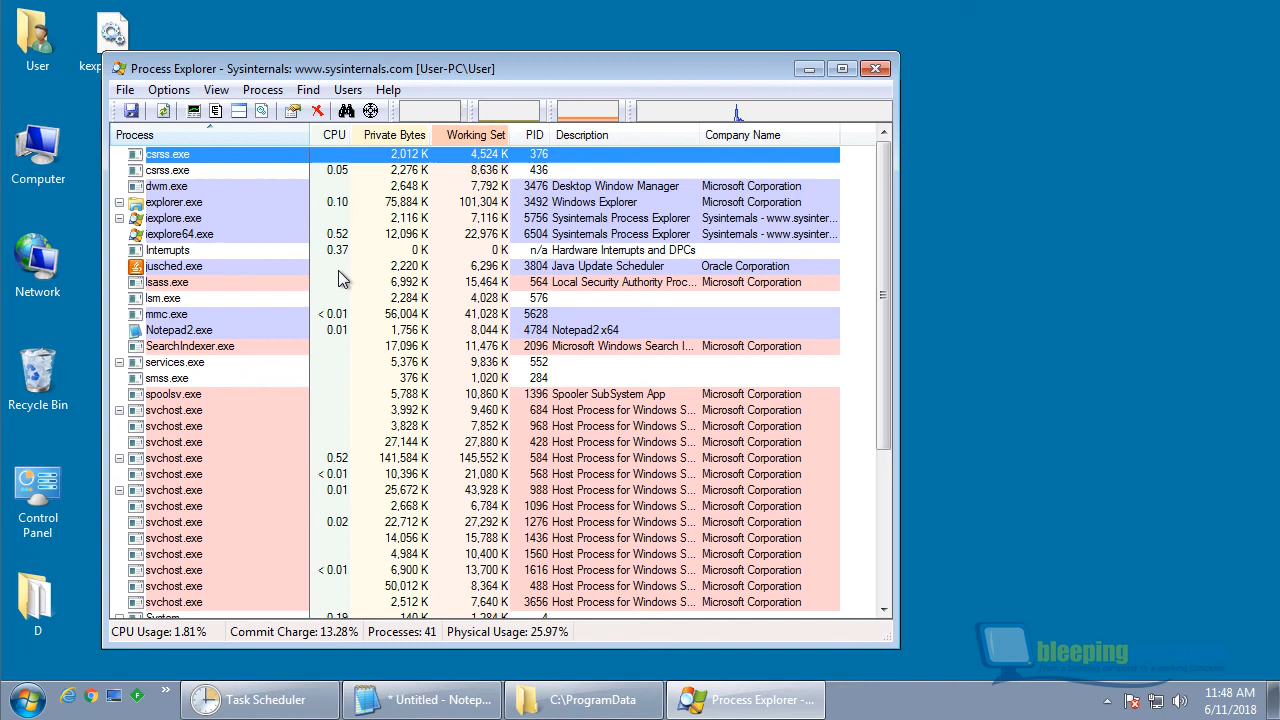 User
kexp
Computer
Network
Recycle Bin
Control
Panel
D
Process Explorer - Sysinternals: www.sysinternals.com [User-PC\User]
File Options View Process Find Users Help
Process CPU Private Bytes Working Set PID Description Company Name
csrss.exe 2,012 K 4,524 K 376
csrss.exe 0.05 2,276 K 8,636 K 436
dwm.exe 2,648 K 7,792 K 3476 Desktop Window Manager Microsoft Corporation
explorer.exe 0.10 75,884 K 101,304 K 3492 Windows Explorer Microsoft Corporation
iexplore.exe 2,116 K 7,116 K 5756 Sysinternals Process Explorer Sysinternals - www.sysinter...
iexplore64.exe 0.52 12,096 K 22,976 K 6504 Sysinternals Process Explorer Sysinternals - www.sysinter...
Interrupts 0.37 0 K 0 K n/a Hardware Interrupts and DPCs
jusched.exe 2,220 K 6,296 K 3804 Java Update Scheduler Oracle Corporation
lsass.exe 6,992 K 15,464 K 564 Local Security Authority Proc... Microsoft Corporation
lsm.exe 2,284 K 4,028 K 576
mmc.exe < 0.01 56,004 K 41,028 K 5628
Notepad2.exe 0.01 1,756 K 8,044 K 4784 Notepad2 x64
SearchIndexer.exe 17,096 K 11,476 K 2096 Microsoft Windows Search I... Microsoft Corporation
services.exe 5,376 K 9,836 K 552
smss.exe 376 K 1,020 K 284
spoolsv.exe 5,788 K 10,860 K 1396 Spooler SubSystem App Microsoft Corporation
svchost.exe 3,992 K 9,460 K 684 Host Process for Windows S... Microsoft Corporation
svchost.exe 3,828 K 7,852 K 968 Host Process for Windows S... Microsoft Corporation
svchost.exe 27,144 K 27,880 K 428 Host Process for Windows S... Microsoft Corporation
svchost.exe 0.52 141,584 K 145,552 K 584 Host Process for Windows S... Microsoft Corporation
svchost.exe < 0.01 10,396 K 21,080 K 568 Host Process for Windows S... Microsoft Corporation
svchost.exe 0.01 25,672 K 43,928 K 988 Host Process for Windows S... Microsoft Corporation
svchost.exe 2,668 K 6,784 K 1096 Host Process for Windows S... Microsoft Corporation
svchost.exe 0.02 22,712 K 27,292 K 1276 Host Process for Windows S... Microsoft Corporation
svchost.exe 14,056 K 15,788 K 1436 Host Process for Windows S... Microsoft Corporation
svchost.exe 4,984 K 10,400 K 1560 Host Process for Windows S... Microsoft Corporation
svchost.exe < 0.01 6,900 K 13,700 K 1616 Host Process for Windows S... Microsoft Corporation
svchost.exe 50,012 K 8,364 K 488 Host Process for Windows S... Microsoft Corporation
svchost.exe 2,512 K 7,640 K 3656 Host Process for Windows S... Microsoft Corporation
System 0.19 140 K 1,284 K 4
CPU Usage: 1.81% Commit Charge: 13.28% Processes: 41 Physical Usage: 25.97%
bleeping
From a bleeping computer to a working computer
Task Scheduler
* Untitled - Notep...
C:\ProgramData
Process Explorer -...
11:48 AM
6/11/2018